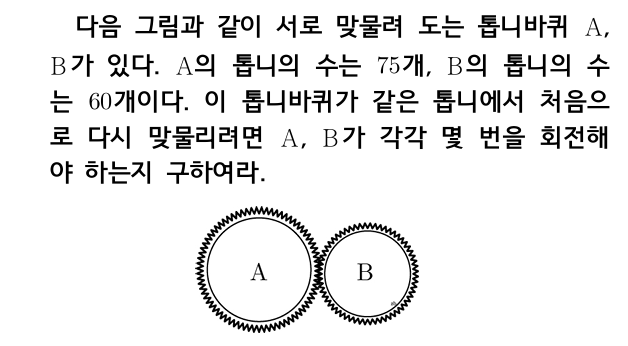 다음 그림과 같이 서로 맞물려 도는 톱니바퀴 A,
B가 있다. A의 톱니의 수는 75개, B의 톱니의 수
는 60개이다. 이 톱니바퀴가 같은 톱니에서 처음으
로 다시 맞물리려면 A, B가 각각 몇 번을 회전해
야 하는지 구하여라.
A B